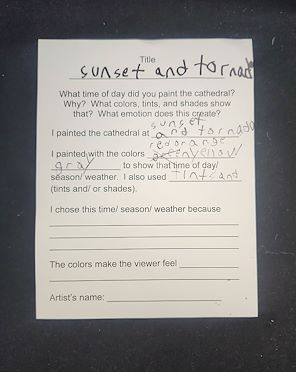 Title
sunset and tornado
What time of day did you paint the cathedral?
Why? What colors, tints, and shades show
that? What emotion does this create?
sunset
I painted the cathedral at and tornado
red orange
I painted with the colors yellow
gray to show that time of day/
season/ weather. I also used tints and
(tints and/ or shades).
I chose this time/ season/ weather because
The colors make the viewer feel
Artist's name: